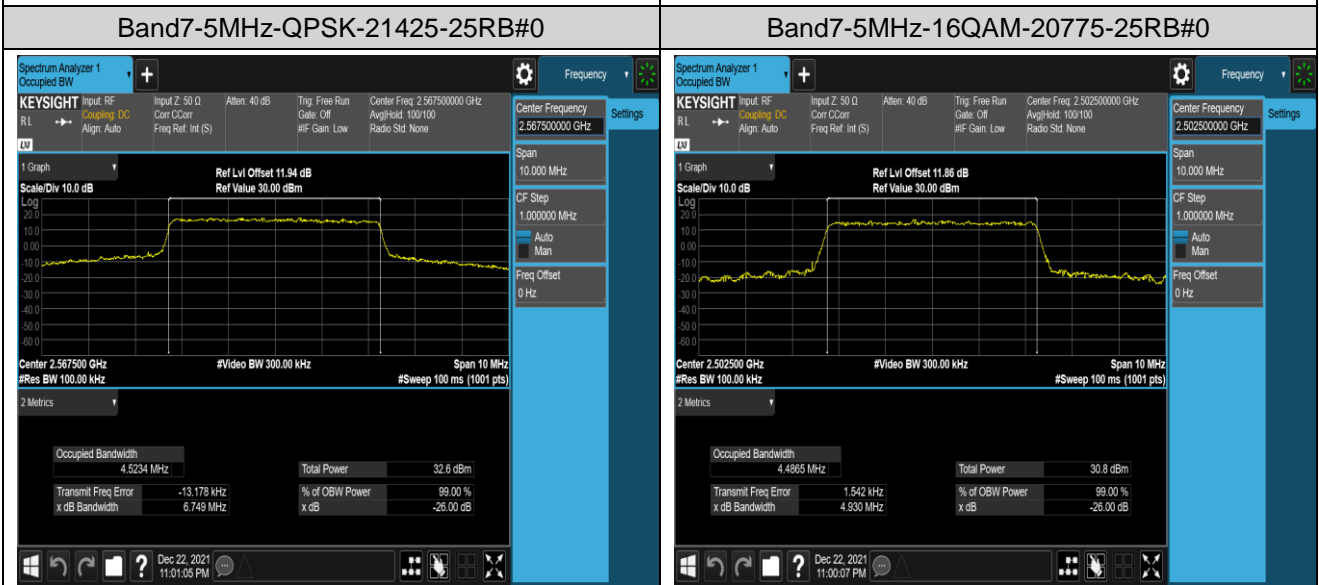 Band7-5MHz-QPSK-21425-25RB#0
Spectrum Analyzer 1
Occupied BW
+
Frequency
KEYSIGHT
RL
LXI
Input: RF
Coupling: DC
Align: Auto
Input Z: 50 Ω
Corr CCorr
Freq Ref: Int (S)
Atten: 40 dB
Trig: Free Run
Gate: Off
#IF Gain: Low
Center Freq: 2.567500000 GHz
Avg|Hold: 100/100
Radio Std: None
Center Frequency
2.567500000 GHz
Settings
Span
10.000 MHz
CF Step
1.000000 MHz
Auto
Man
Freq Offset
0 Hz
1 Graph
Scale/Div 10.0 dB
Ref Lvl Offset 11.94 dB
Ref Value 30.00 dBm
Log
20.0
10.0
0.00
-10.0
-20.0
-30.0
-40.0
-50.0
-60.0
Center 2.567500 GHz
#Res BW 100.00 kHz
#Video BW 300.00 kHz
Span 10 MHz
#Sweep 100 ms (1001 pts)
2 Metrics
Occupied Bandwidth
4.5234 MHz
Total Power 32.6 dBm
Transmit Freq Error -13.178 kHz
% of OBW Power 99.00 %
x dB Bandwidth 6.749 MHz
x dB -26.00 dB
?
Dec 22, 2021
11:01:05 PM
Band7-5MHz-16QAM-20775-25RB#0
Spectrum Analyzer 1
Occupied BW
+
Frequency
KEYSIGHT
RL
LXI
Input: RF
Coupling: DC
Align: Auto
Input Z: 50 Ω
Corr CCorr
Freq Ref: Int (S)
Atten: 40 dB
Trig: Free Run
Gate: Off
#IF Gain: Low
Center Freq: 2.502500000 GHz
Avg|Hold: 100/100
Radio Std: None
Center Frequency
2.502500000 GHz
Settings
Span
10.000 MHz
CF Step
1.000000 MHz
Auto
Man
Freq Offset
0 Hz
1 Graph
Scale/Div 10.0 dB
Ref Lvl Offset 11.86 dB
Ref Value 30.00 dBm
Log
20.0
10.0
0.00
-10.0
-20.0
-30.0
-40.0
-50.0
-60.0
Center 2.502500 GHz
#Res BW 100.00 kHz
#Video BW 300.00 kHz
Span 10 MHz
#Sweep 100 ms (1001 pts)
2 Metrics
Occupied Bandwidth
4.4865 MHz
Total Power 30.8 dBm
Transmit Freq Error 1.542 kHz
% of OBW Power 99.00 %
x dB Bandwidth 4.930 MHz
x dB -26.00 dB
?
Dec 22, 2021
11:00:07 PM